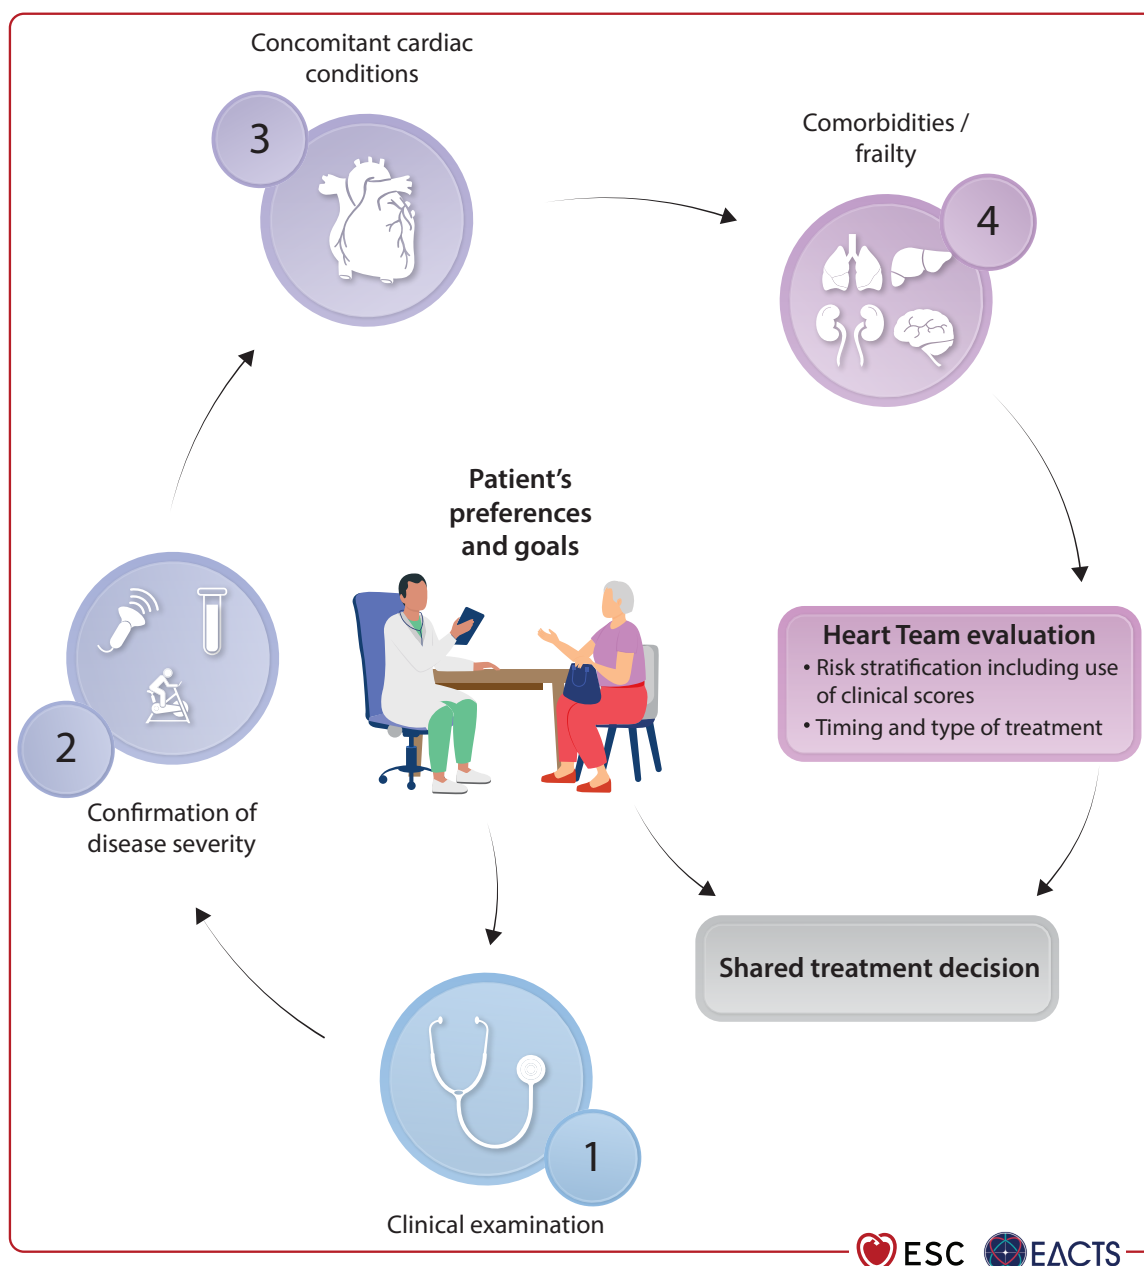 Concomitant cardiac
conditions
3
Comorbidities /
frailty
4
Patient’s
preferences
and goals
Heart Team evaluation
• Risk stratification including use
of clinical scores
• Timing and type of treatment
2
Confirmation of
disease severity
Shared treatment decision
1
Clinical examination
ESC
EACTS